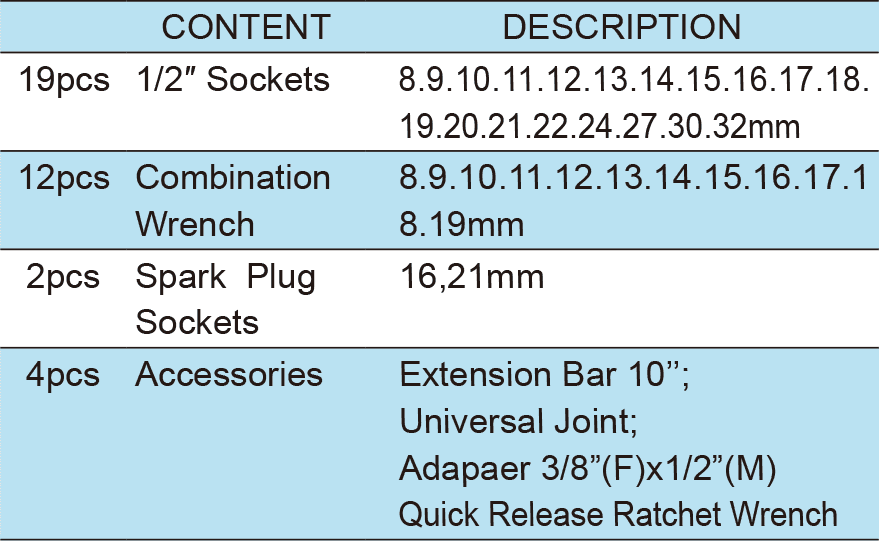 CONTENT DESCRIPTION
19pcs 1/2″ Sockets 8.9.10.11.12.13.14.15.16.17.18.
19.20.21.22.24.27.30.32mm
12pcs Combination 8.9.10.11.12.13.14.15.16.17.1
Wrench 8.19mm
2pcs Spark Plug 16,21mm
Sockets
4pcs Accessories Extension Bar 10’’;
Universal Joint;
Adapaer 3/8”(F)x1/2”(M)
Quick Release Ratchet Wrench